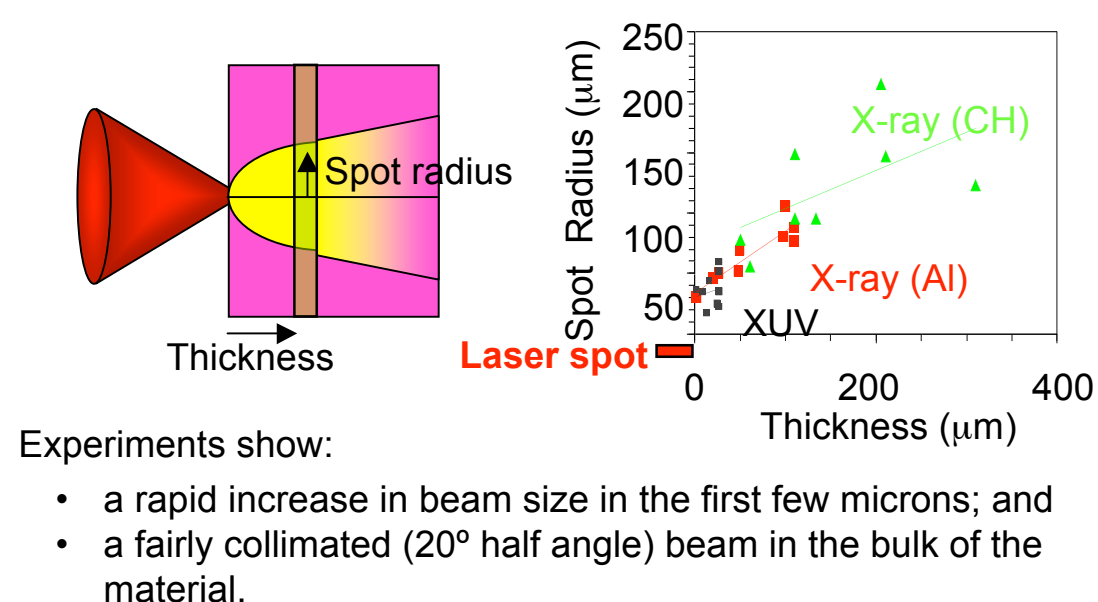 Spot radius
Thickness
250
200
150
100
50
Spot Radius (μm)
X-ray (CH)
X-ray (Al)
XUV
Laser spot
0 200 400
Thickness (μm)
Experiments show:
• a rapid increase in beam size in the first few microns; and
• a fairly collimated (20º half angle) beam in the bulk of the
material.